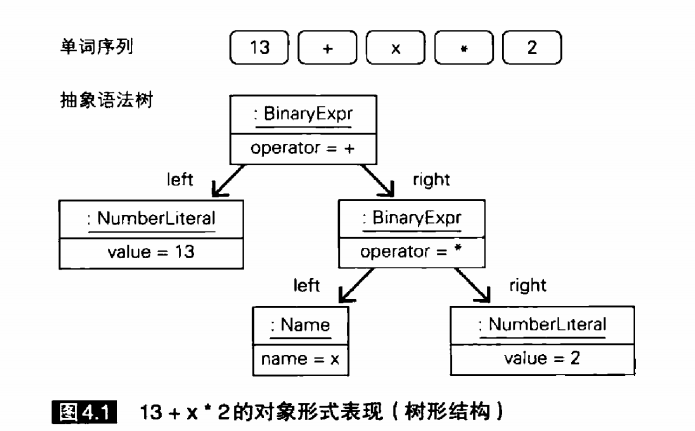 单词序列 13 + x * 2
抽象语法树
: BinaryExpr
operator = +
left right
: NumberLiteral
value = 13
: BinaryExpr
operator = *
left right
: Name
name = x
: NumberLiteral
value = 2
图4.1 13 + x * 2的对象形式表现（树形结构）